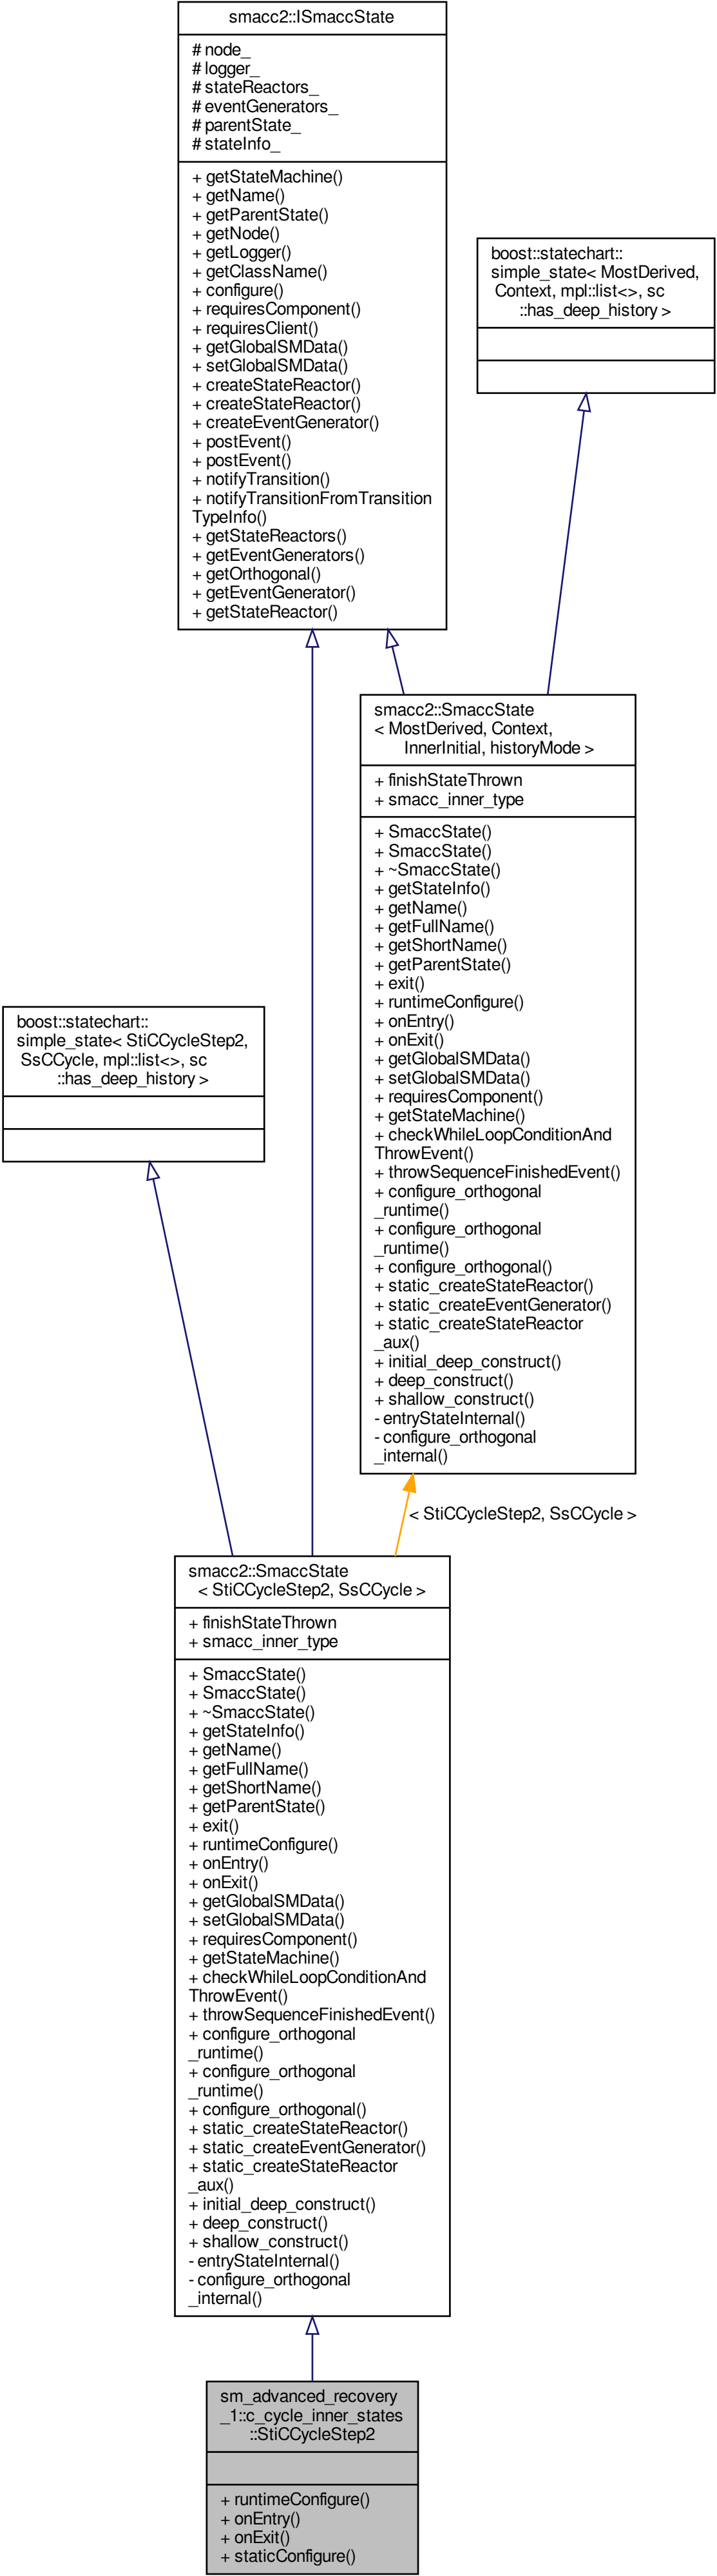 smacc2::ISmaccState
# node_
# logger_
# stateReactors_
# eventGenerators_
# parentState_
# stateInfo_
+ getStateMachine()
+ getName()
+ getParentState()
+ getNode()
+ getLogger()
+ getClassName()
+ configure()
+ requiresComponent()
+ requiresClient()
+ getGlobalSMData()
+ setGlobalSMData()
+ createStateReactor()
+ createStateReactor()
+ createEventGenerator()
+ postEvent()
+ postEvent()
+ notifyTransition()
+ notifyTransitionFromTransition
TypeInfo()
+ getStateReactors()
+ getEventGenerators()
+ getOrthogonal()
+ getEventGenerator()
+ getStateReactor()
boost::statechart::
simple_state< MostDerived,
Context, mpl::list<>, sc
::has_deep_history >
smacc2::SmaccState
< MostDerived, Context,
InnerInitial, historyMode >
+ finishStateThrown
+ smacc_inner_type
+ SmaccState()
+ SmaccState()
+ ~SmaccState()
+ getStateInfo()
+ getName()
+ getFullName()
+ getShortName()
+ getParentState()
+ exit()
+ runtimeConfigure()
+ onEntry()
+ onExit()
+ getGlobalSMData()
+ setGlobalSMData()
+ requiresComponent()
+ getStateMachine()
+ checkWhileLoopConditionAnd
ThrowEvent()
+ throwSequenceFinishedEvent()
+ configure_orthogonal
_runtime()
+ configure_orthogonal
_runtime()
+ configure_orthogonal()
+ static_createStateReactor()
+ static_createEventGenerator()
+ static_createStateReactor
_aux()
+ initial_deep_construct()
+ deep_construct()
+ shallow_construct()
- entryStateInternal()
- configure_orthogonal
_internal()
boost::statechart::
simple_state< StiCCycleStep2,
SsCCycle, mpl::list<>, sc
::has_deep_history >
< StiCCycleStep2, SsCCycle >
smacc2::SmaccState
< StiCCycleStep2, SsCCycle >
+ finishStateThrown
+ smacc_inner_type
+ SmaccState()
+ SmaccState()
+ ~SmaccState()
+ getStateInfo()
+ getName()
+ getFullName()
+ getShortName()
+ getParentState()
+ exit()
+ runtimeConfigure()
+ onEntry()
+ onExit()
+ getGlobalSMData()
+ setGlobalSMData()
+ requiresComponent()
+ getStateMachine()
+ checkWhileLoopConditionAnd
ThrowEvent()
+ throwSequenceFinishedEvent()
+ configure_orthogonal
_runtime()
+ configure_orthogonal
_runtime()
+ configure_orthogonal()
+ static_createStateReactor()
+ static_createEventGenerator()
+ static_createStateReactor
_aux()
+ initial_deep_construct()
+ deep_construct()
+ shallow_construct()
- entryStateInternal()
- configure_orthogonal
_internal()
sm_advanced_recovery
_1::c_cycle_inner_states
::StiCCycleStep2
+ runtimeConfigure()
+ onEntry()
+ onExit()
+ staticConfigure()